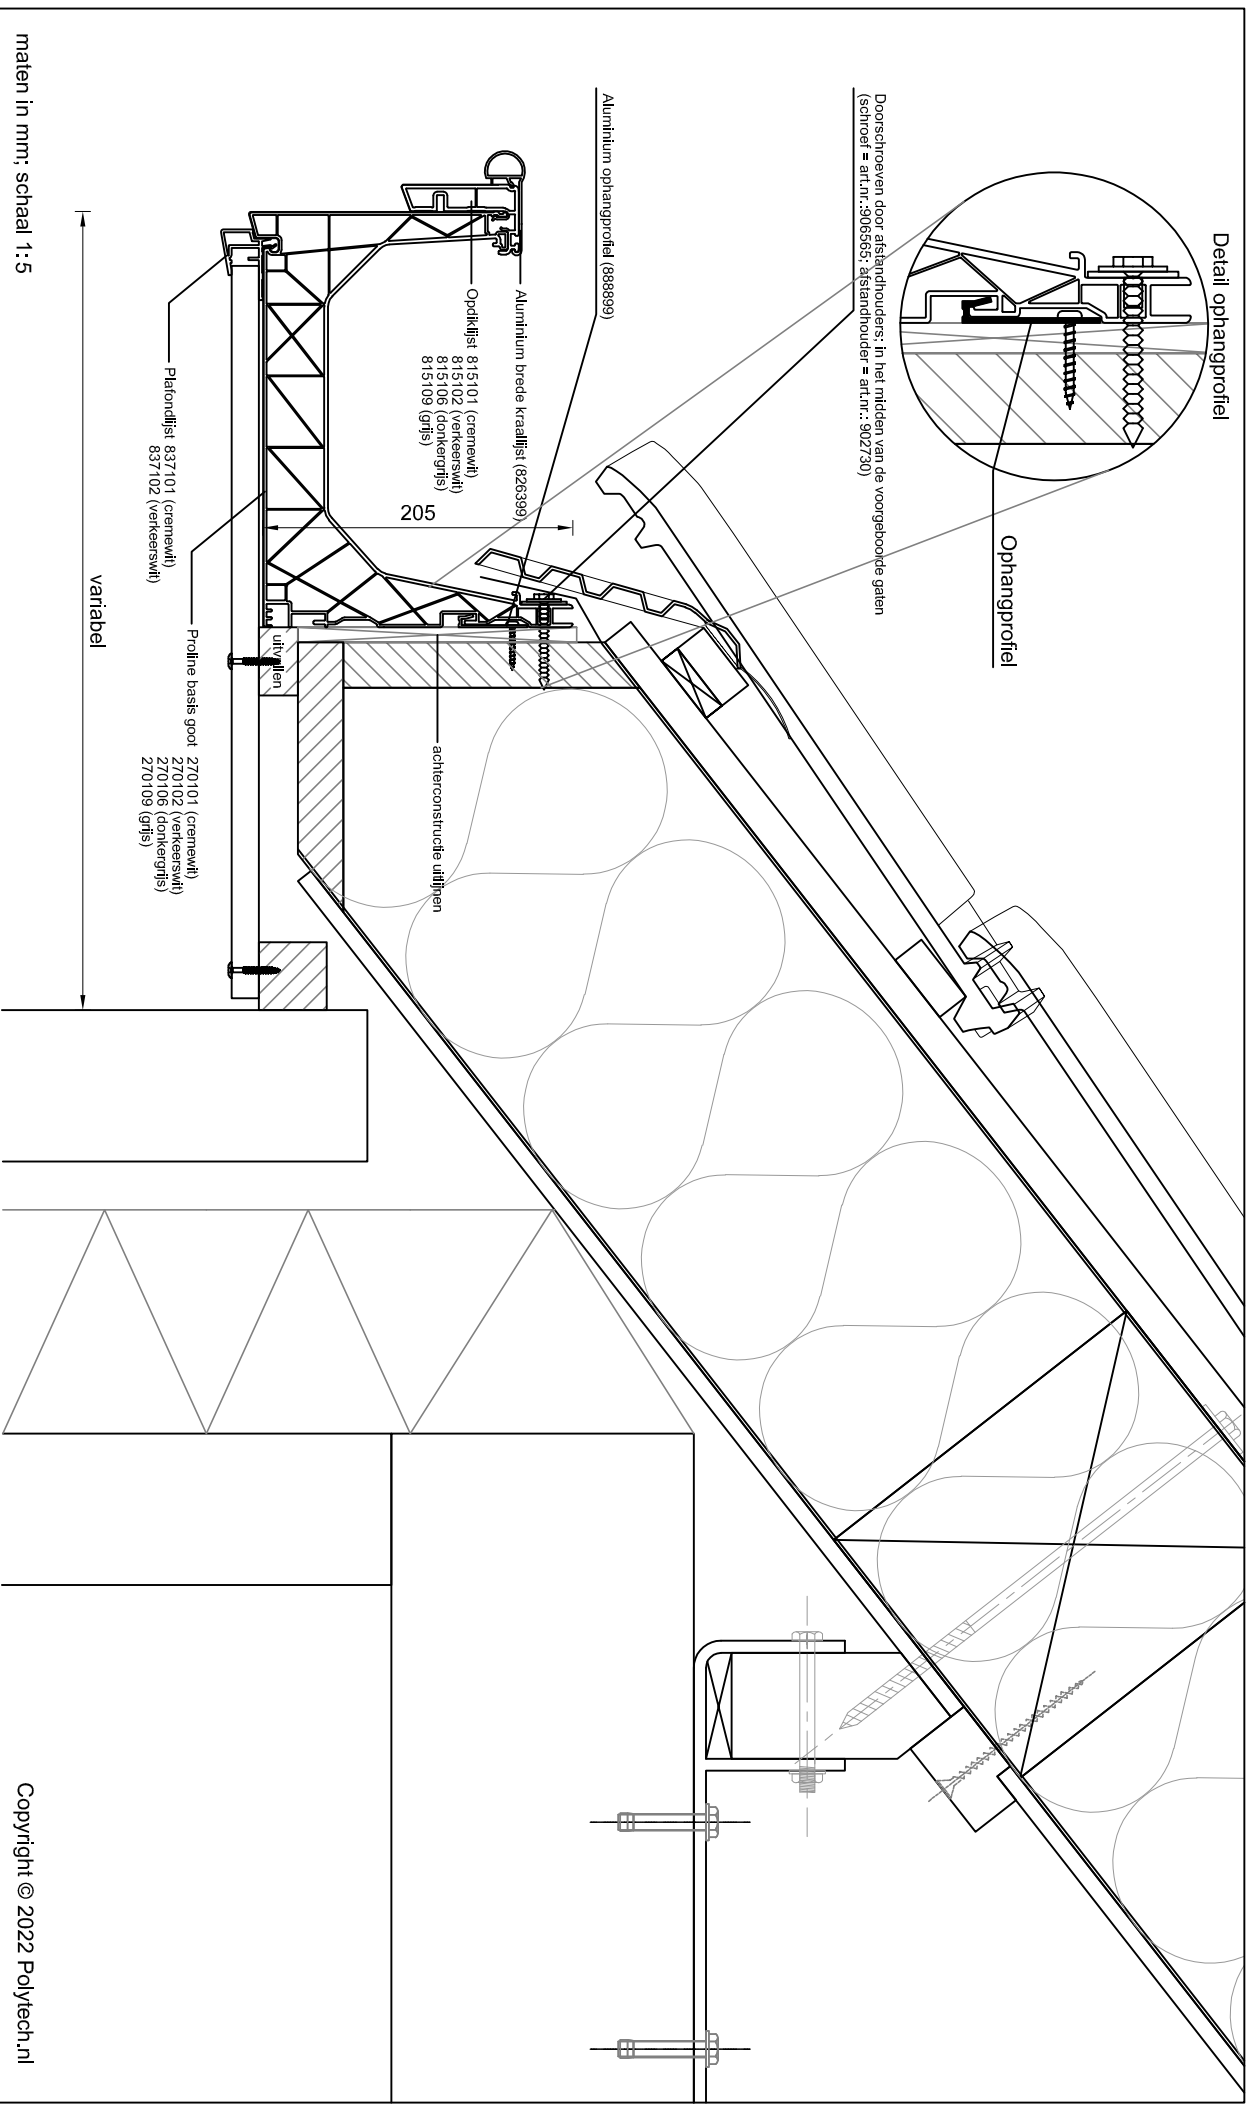 Detail ophangprofiel
Ophangprofiel
Doorschroeven door afstandhouders; in het midden van de voorgeboorde gaten
(schroef = art.nr.:906565; afstandhouder = art.nr.: 902730)
Aluminium ophangprofiel (888899)
Aluminium brede kraallijst (826399)
Opdiklijst 815101 (cremewit)
815102 (verkeerswit)
815106 (donkergrijs)
815109 (grijs)
205
achterconstructie uitlijnen
uitvullen
Proline basis goot 270101 (cremewit)
270102 (verkeerswit)
270106 (donkergrijs)
270109 (grijs)
Plafondlijst 837101 (cremewit)
837102 (verkeerswit)
variabel
maten in mm; schaal 1:5
Copyright © 2022 Polytech.nl